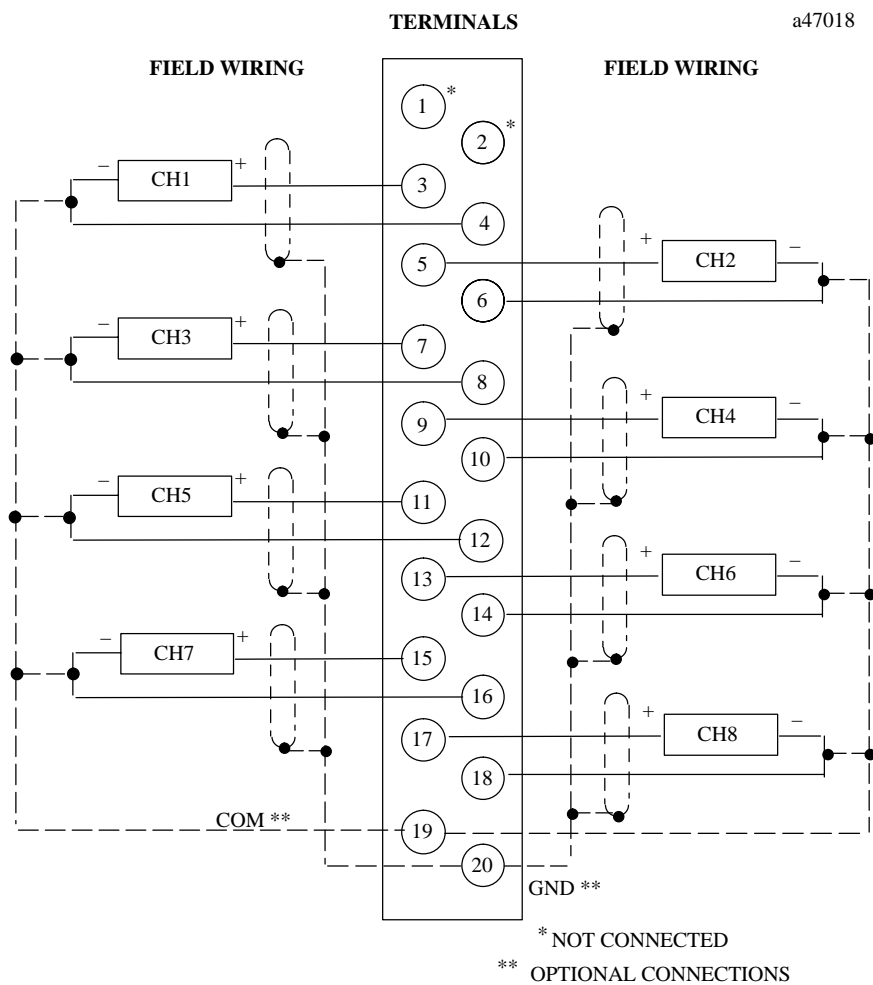 TERMINALS
a47018
FIELD WIRING
FIELD WIRING
1 *
2 *
– CH1 +
3
4
5
+ CH2 –
6
– CH3 +
7
8
9
+ CH4 –
10
– CH5 +
11
12
13
+ CH6 –
14
– CH7 +
15
16
17
+ CH8 –
18
COM **
19
20
GND **
* NOT CONNECTED
** OPTIONAL CONNECTIONS